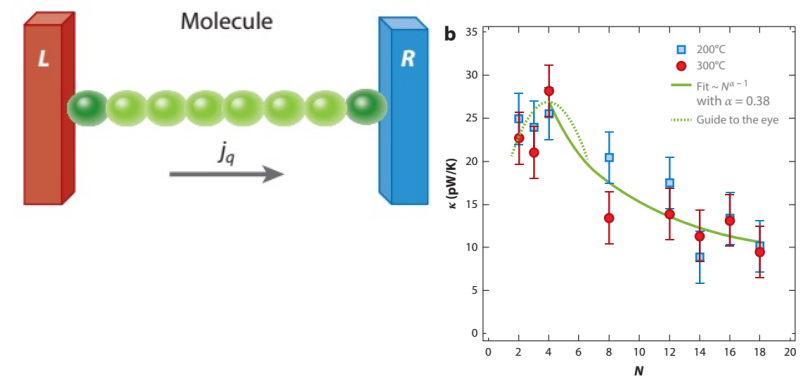 Molecule
L
R
j_q
b
35
30
25
20
15
10
5
0
κ (pW/K)
200°C
300°C
Fit ~ N^α − 1
with α = 0.38
Guide to the eye
0 2 4 6 8 10 12 14 16 18 20
N